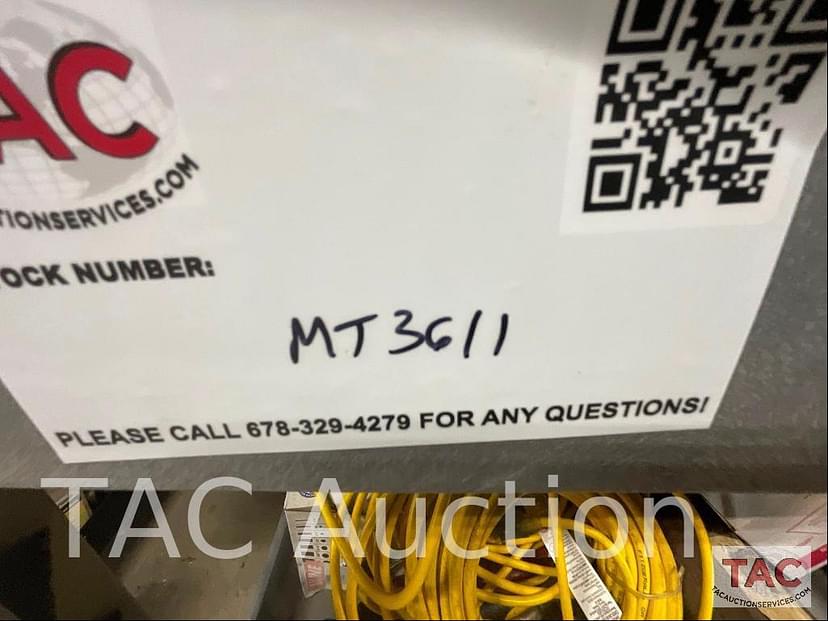 AC
TIONSERVICES.COM
OCK NUMBER:
MT3611
PLEASE CALL 678-329-4279 FOR ANY QUESTIONS!
TAC Auction
TAC
TACAUCTIONSERVICES.COM